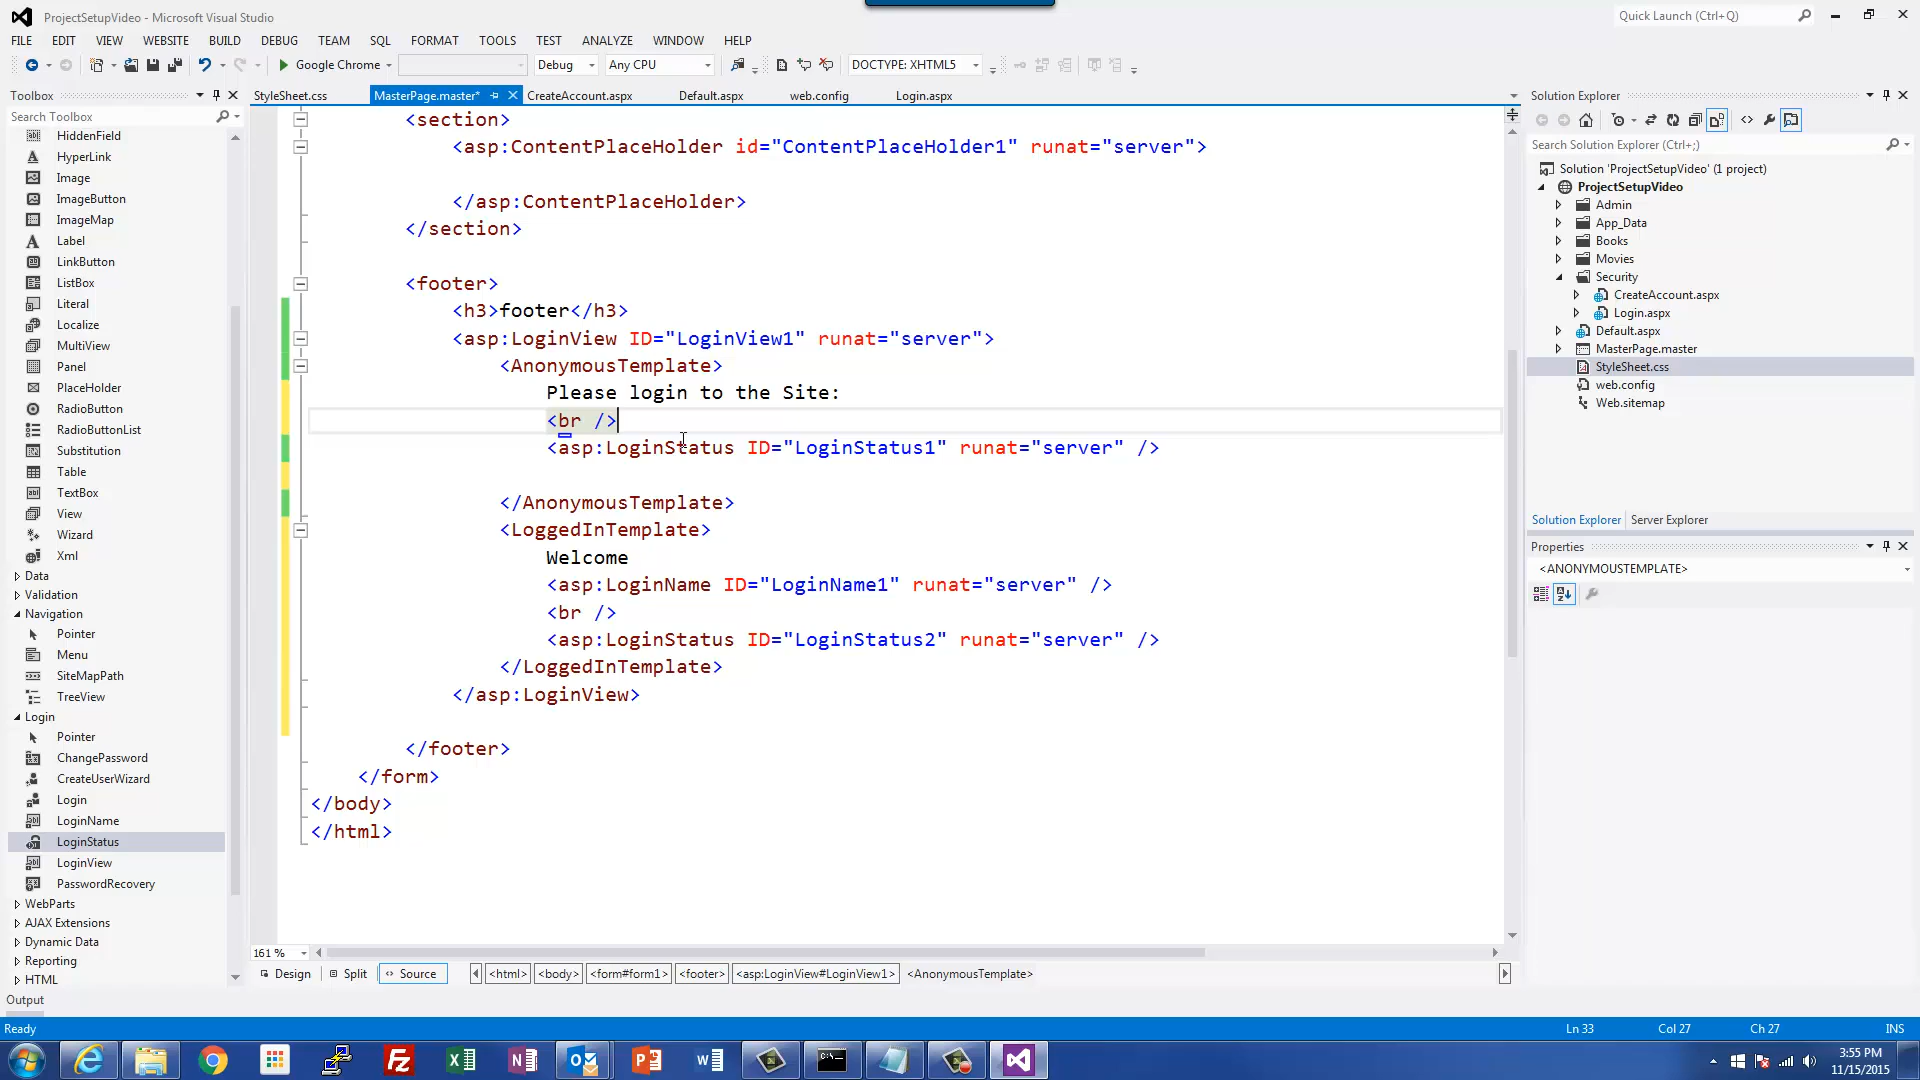 ProjectSetupVideo - Microsoft Visual Studio
Quick Launch (Ctrl+Q)
FILE EDIT VIEW WEBSITE BUILD DEBUG TEAM SQL FORMAT TOOLS TEST ANALYZE WINDOW HELP
Google Chrome Debug Any CPU DOCTYPE: XHTML5
Toolbox
Search Toolbox
HiddenField
HyperLink
Image
ImageButton
ImageMap
Label
LinkButton
ListBox
Literal
Localize
MultiView
Panel
PlaceHolder
RadioButton
RadioButtonList
Substitution
Table
TextBox
View
Wizard
Xml
Data
Validation
Navigation
Pointer
Menu
SiteMapPath
TreeView
Login
Pointer
ChangePassword
CreateUserWizard
Login
LoginName
LoginStatus
LoginView
PasswordRecovery
WebParts
AJAX Extensions
Dynamic Data
Reporting
HTML
StyleSheet.css MasterPage.master* CreateAccount.aspx Default.aspx web.config Login.aspx
<section>
<asp:ContentPlaceHolder id="ContentPlaceHolder1" runat="server">
</asp:ContentPlaceHolder>
</section>
<footer>
<h3>footer</h3>
<asp:LoginView ID="LoginView1" runat="server">
<AnonymousTemplate>
Please login to the Site:
<br />
<asp:LoginStatus ID="LoginStatus1" runat="server" />
</AnonymousTemplate>
<LoggedInTemplate>
Welcome
<asp:LoginName ID="LoginName1" runat="server" />
<br />
<asp:LoginStatus ID="LoginStatus2" runat="server" />
</LoggedInTemplate>
</asp:LoginView>
</footer>
</form>
</body>
</html>
161 %
Design Split Source <html> <body> <form#form1> <footer> <asp:LoginView#LoginView1> <AnonymousTemplate>
Solution Explorer
Search Solution Explorer (Ctrl+;)
Solution 'ProjectSetupVideo' (1 project)
ProjectSetupVideo
Admin
App_Data
Books
Movies
Security
CreateAccount.aspx
Login.aspx
Default.aspx
MasterPage.master
StyleSheet.css
web.config
Web.sitemap
Solution Explorer Server Explorer
Properties
<ANONYMOUSTEMPLATE>
Output
Ready Ln 33 Col 27 Ch 27 INS
3:55 PM
11/15/2015